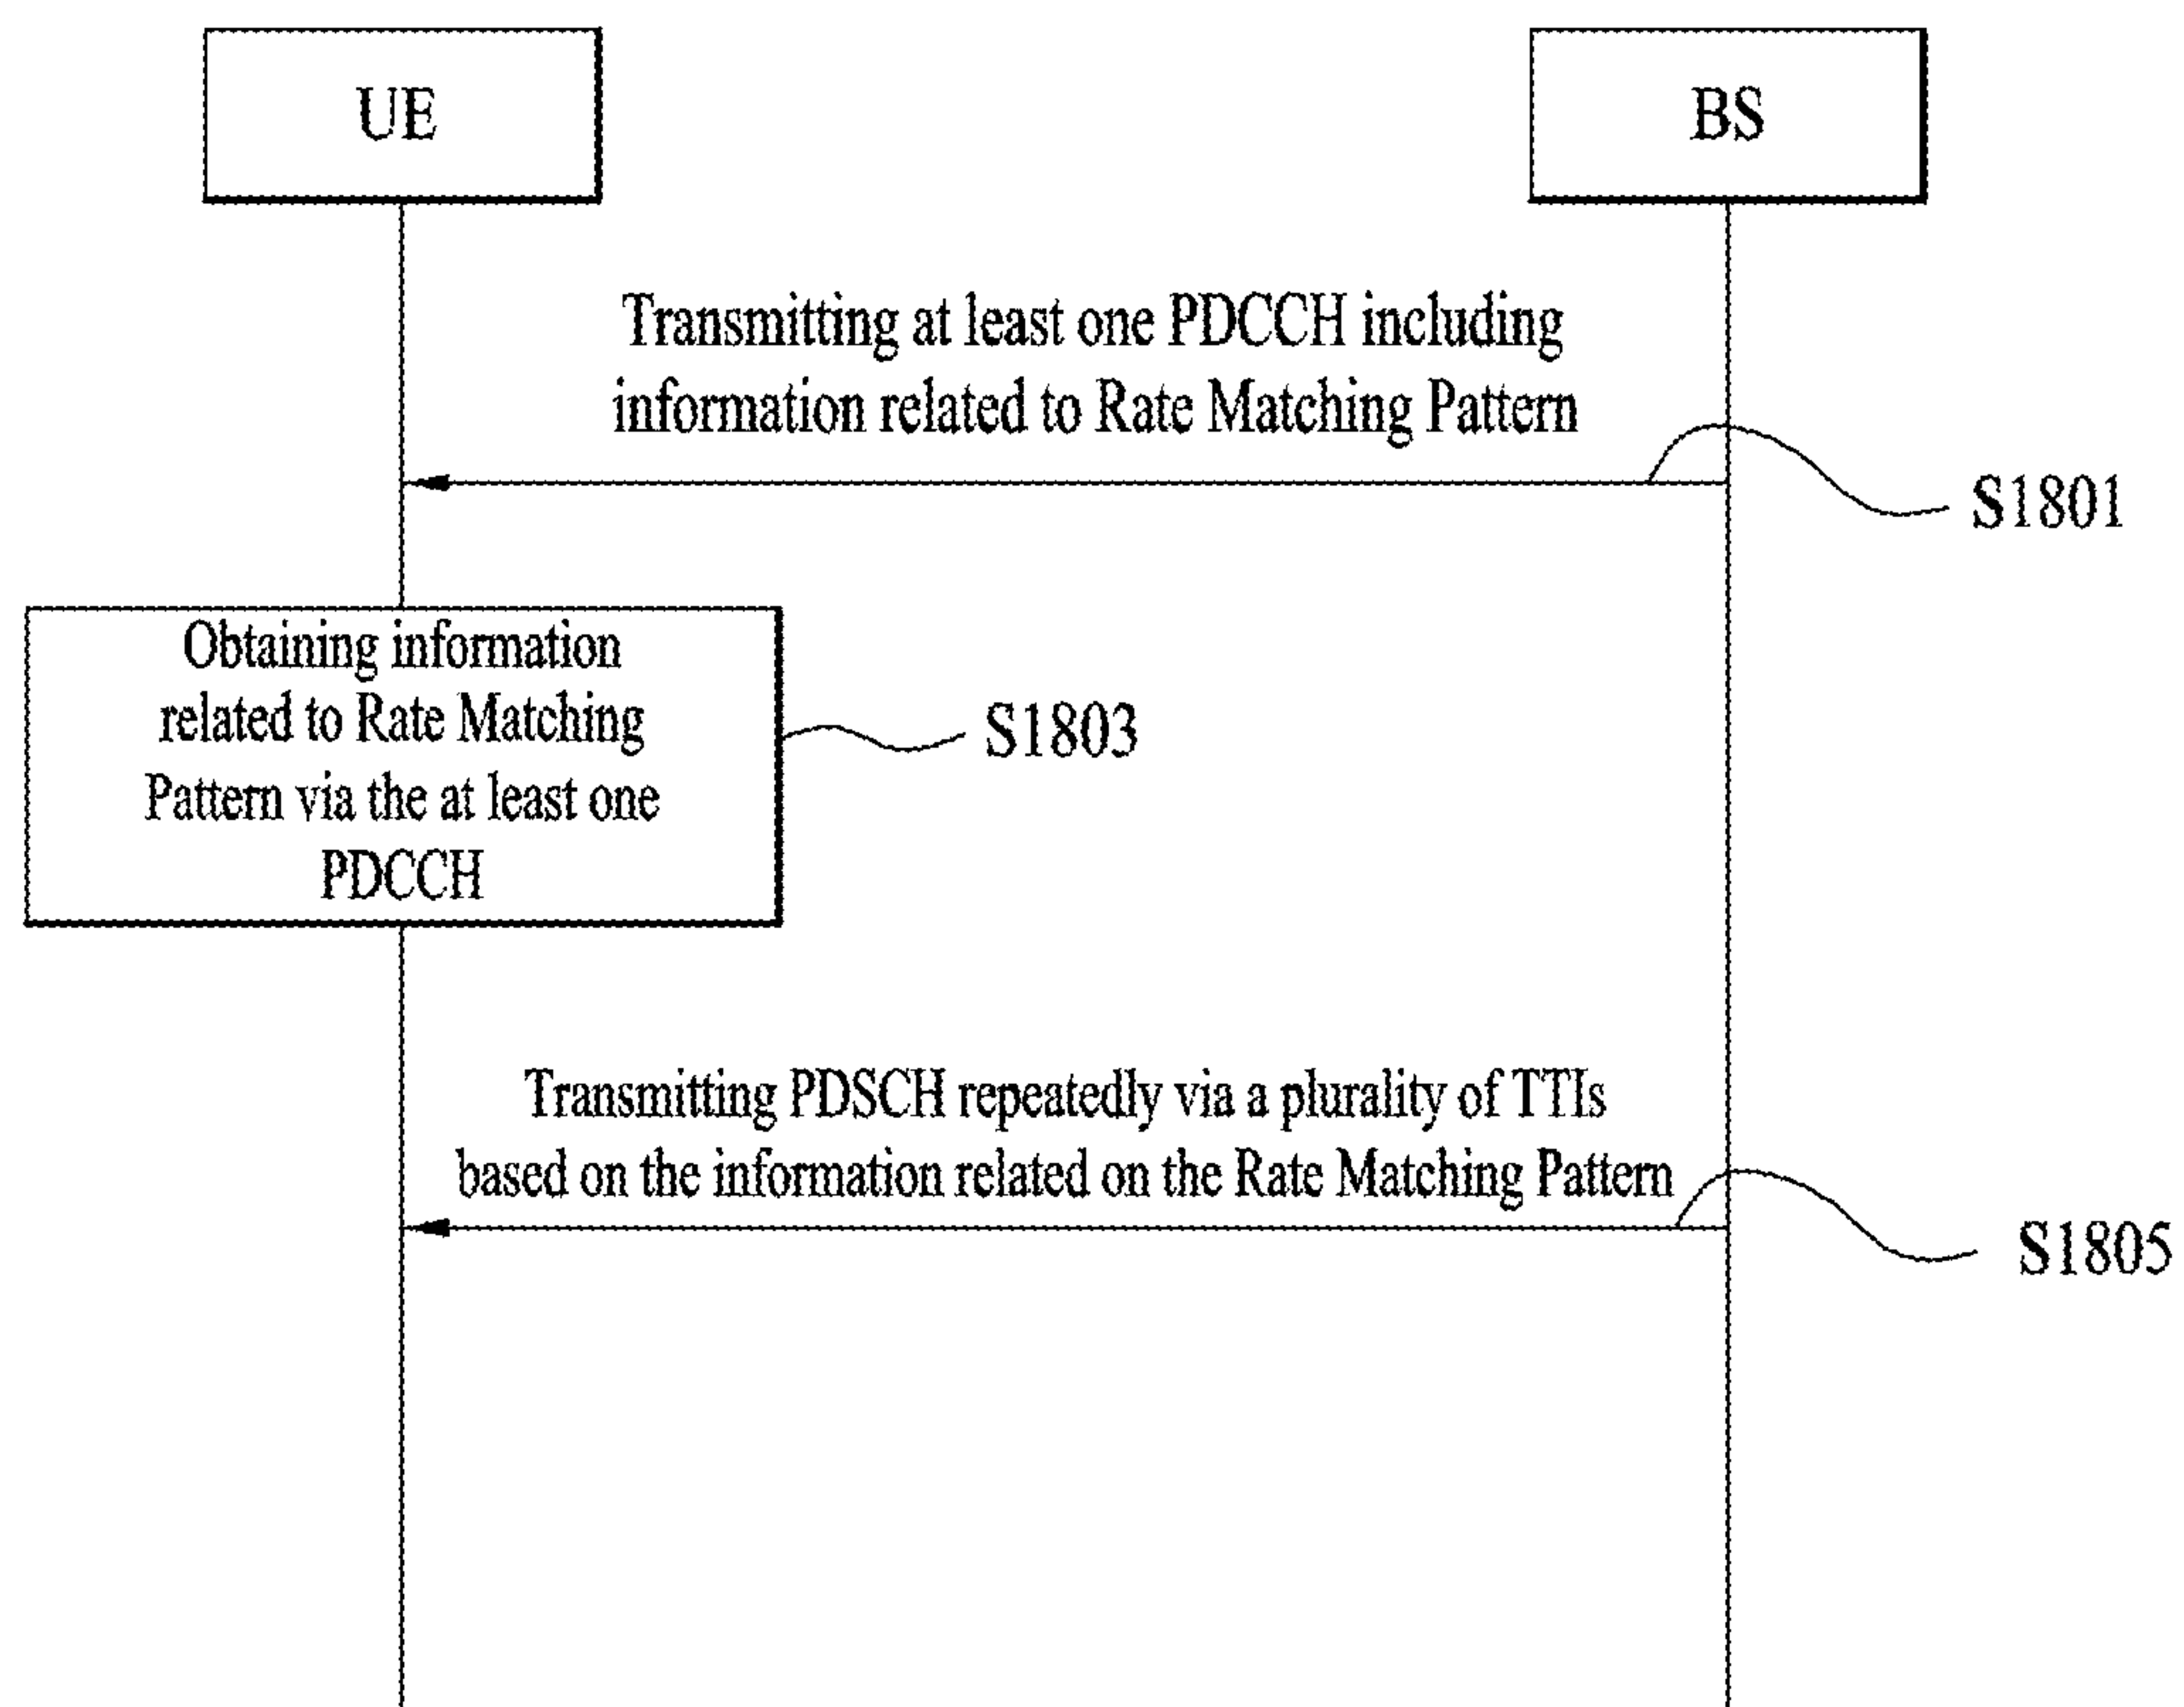 UE
BS
Transmitting at least one PDCCH including
information related to Rate Matching Pattern
S1801
Obtaining information
related to Rate Matching
Pattern via the at least one
PDCCH
S1803
Transmitting PDSCH repeatedly via a plurality of TTIs
based on the information related on the Rate Matching Pattern
S1805